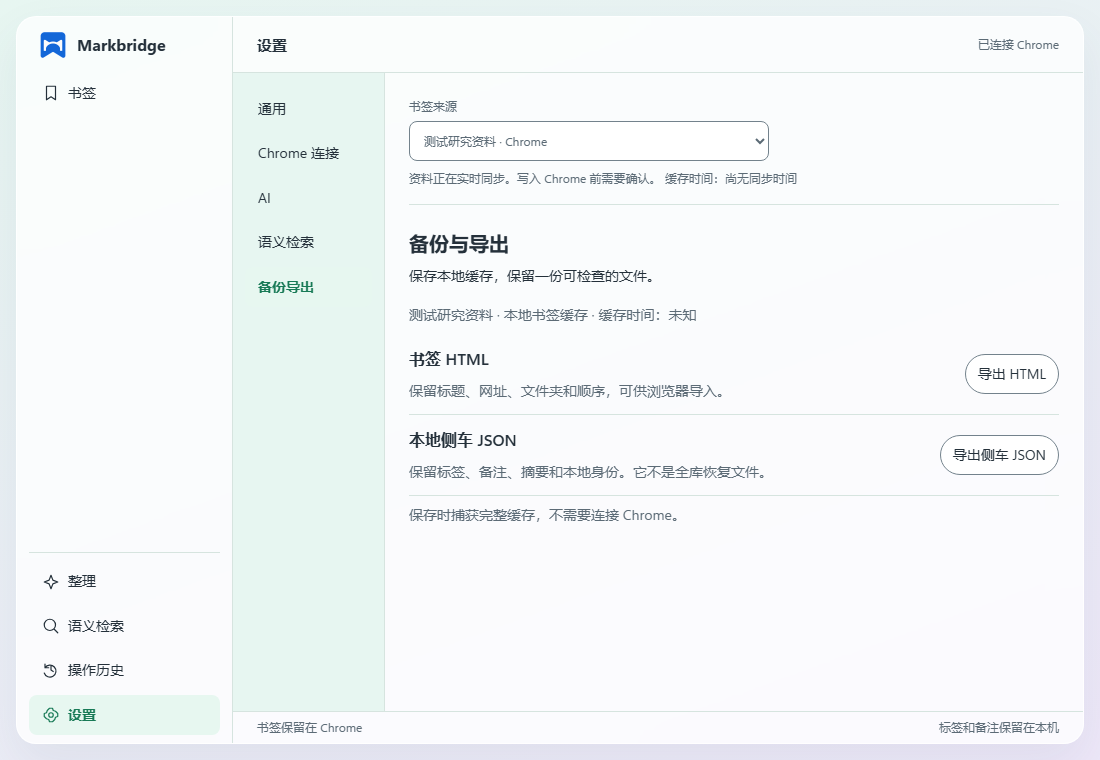 Markbridge
书签
整理
语义检索
操作历史
设置
设置
已连接 Chrome
通用
Chrome 连接
AI
语义检索
备份导出
书签来源
测试研究资料 · Chrome
资料正在实时同步。写入 Chrome 前需要确认。 缓存时间：尚无同步时间
备份与导出
保存本地缓存，保留一份可检查的文件。
测试研究资料 · 本地书签缓存 · 缓存时间：未知
书签 HTML
保留标题、网址、文件夹和顺序，可供浏览器导入。
导出 HTML
本地侧车 JSON
保留标签、备注、摘要和本地身份。它不是全库恢复文件。
导出侧车 JSON
保存时捕获完整缓存，不需要连接 Chrome。
书签保留在 Chrome
标签和备注保留在本机